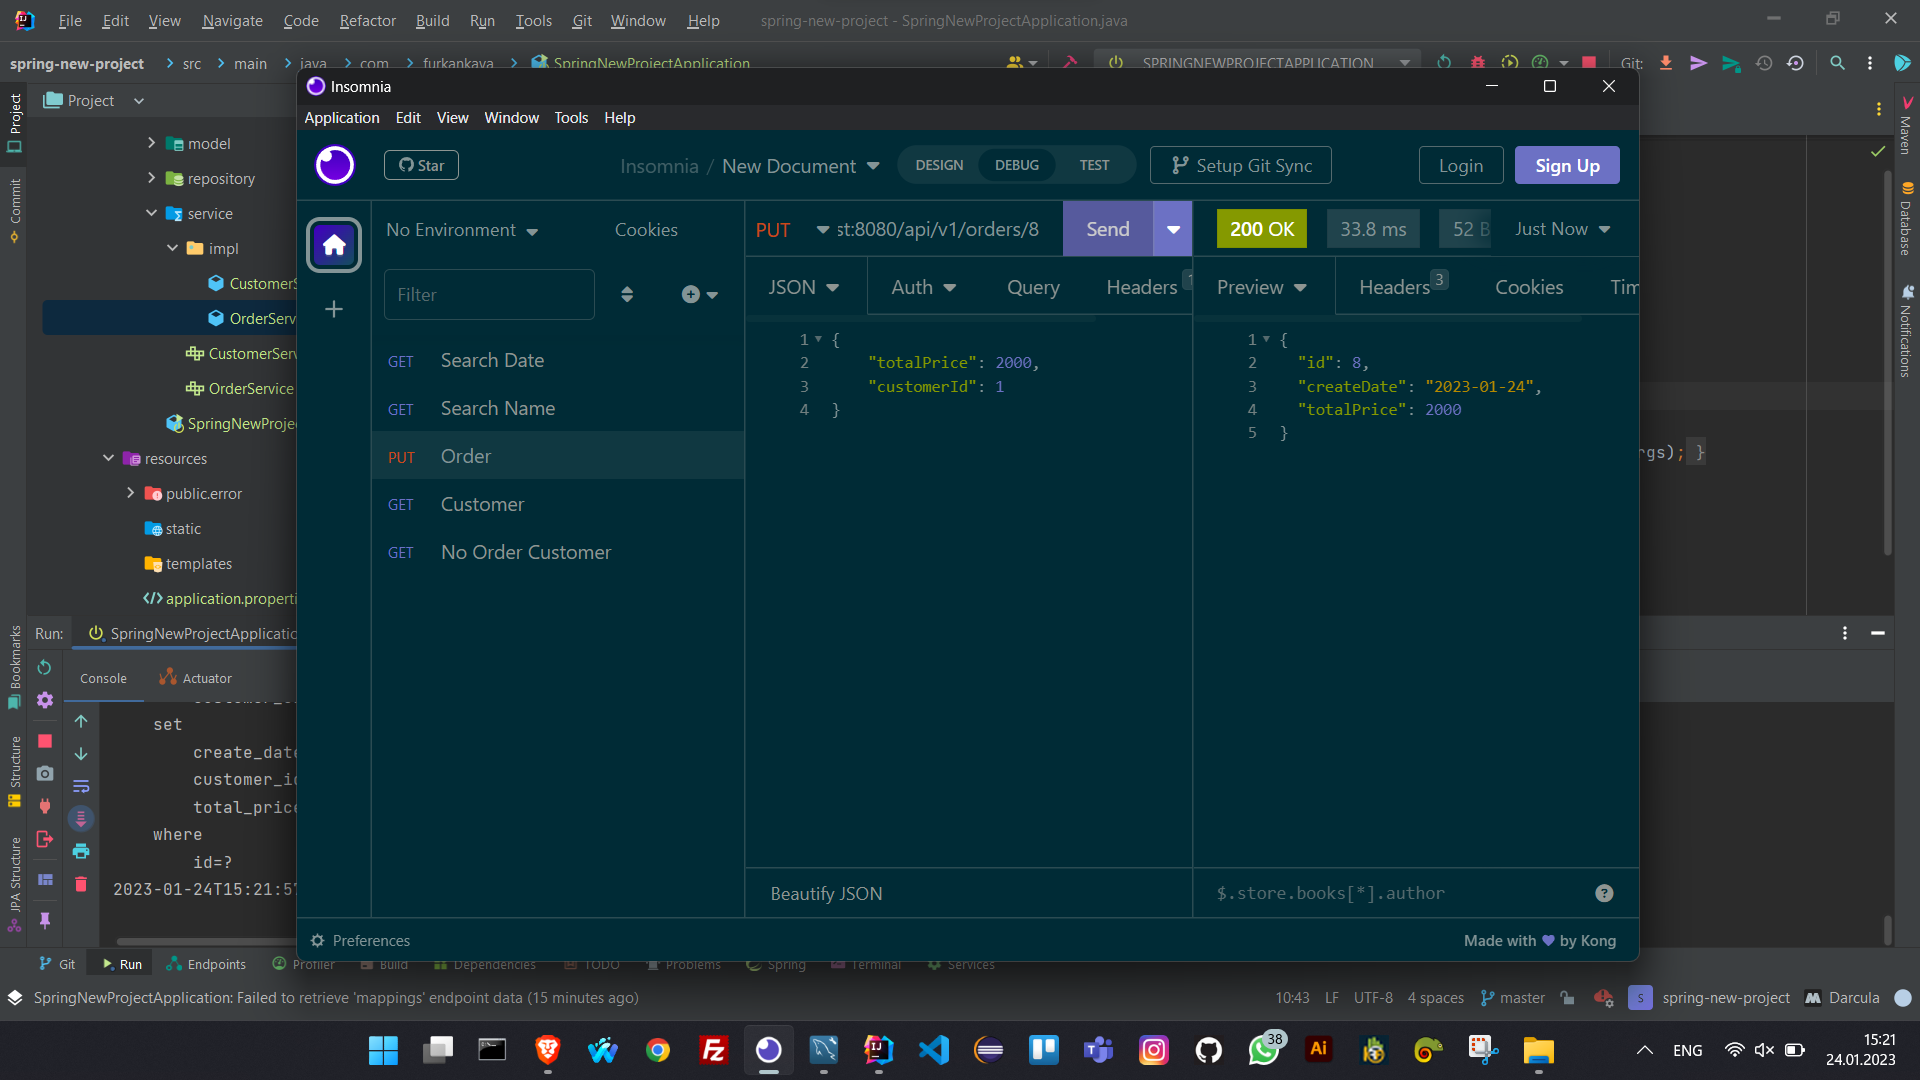 File Edit View Navigate Code Refactor Build Run Tools Git Window Help spring-new-project - SpringNewProjectApplication.java
spring-new-project src main java com furkankaya SpringNewProjectApplication SPRINGNEWPROJECTAPPLICATION Git:
Project
Project
Commit
model
repository
service
impl
CustomerS
OrderServ
CustomerServ
OrderService
SpringNewProje
resources
public.error
static
templates
application.properti
Insomnia
Application Edit View Window Tools Help
Star
Insomnia / New Document
DESIGN DEBUG TEST
Setup Git Sync
Login
Sign Up
No Environment
Cookies
Filter
GET Search Date
GET Search Name
PUT Order
GET Customer
GET No Order Customer
PUT st:8080/api/v1/orders/8 Send
JSON Auth Query Headers 1
1 {
2 "totalPrice": 2000,
3 "customerId": 1
4 }
Beautify JSON
200 OK 33.8 ms 52 B Just Now
Preview Headers 3 Cookies Tim
1 {
2 "id": 8,
3 "createDate": "2023-01-24",
4 "totalPrice": 2000
5 }
$.store.books[*].author
Preferences
Made with by Kong
rgs); }
Maven
Database
Notifications
Run: SpringNewProjectApplicatio
Console Actuator
set
create_date
customer_id
total_price
where
id=?
2023-01-24T15:21:57
Bookmarks
Structure
JPA Structure
Git Run Endpoints Profiler Build Dependencies TODO Problems Spring Terminal Services
SpringNewProjectApplication: Failed to retrieve 'mappings' endpoint data (15 minutes ago)
10:43 LF UTF-8 4 spaces master S spring-new-project Darcula
38
ENG
15:21
24.01.2023